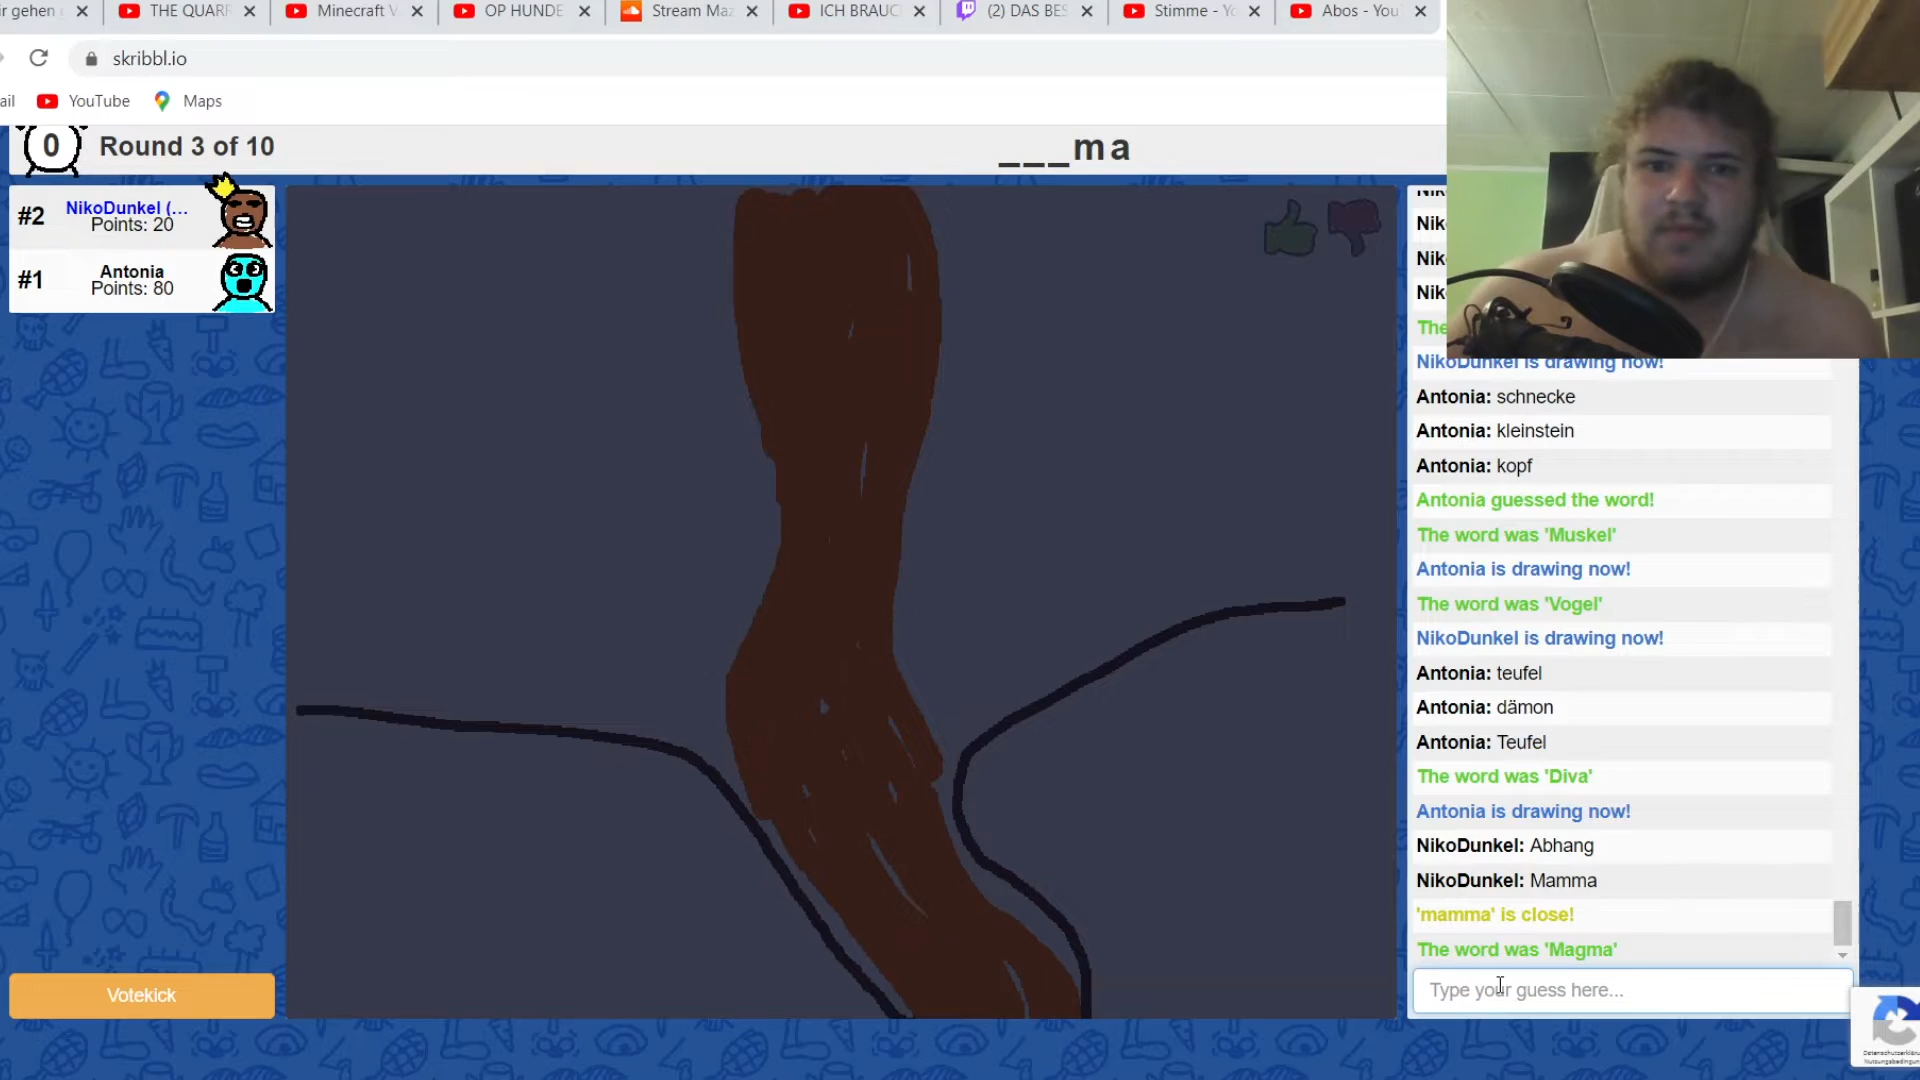 ir gehen
THE QUAR
Minecraft V
OP HUNDE
Stream Maz
ICH BRAUC
(2) DAS BES
Stimme - Yo
Abos - You
skribbl.io
ail
YouTube
Maps
0
Round 3 of 10
___ma
#2
NikoDunkel (...
Points: 20
#1
Antonia
Points: 80
Nik
Nik
Nik
The
NikoDunkel is drawing now!
Antonia: schnecke
Antonia: kleinstein
Antonia: kopf
Antonia guessed the word!
The word was 'Muskel'
Antonia is drawing now!
The word was 'Vogel'
NikoDunkel is drawing now!
Antonia: teufel
Antonia: dämon
Antonia: Teufel
The word was 'Diva'
Antonia is drawing now!
NikoDunkel: Abhang
NikoDunkel: Mamma
'mamma' is close!
The word was 'Magma'
Type your guess here...
Votekick